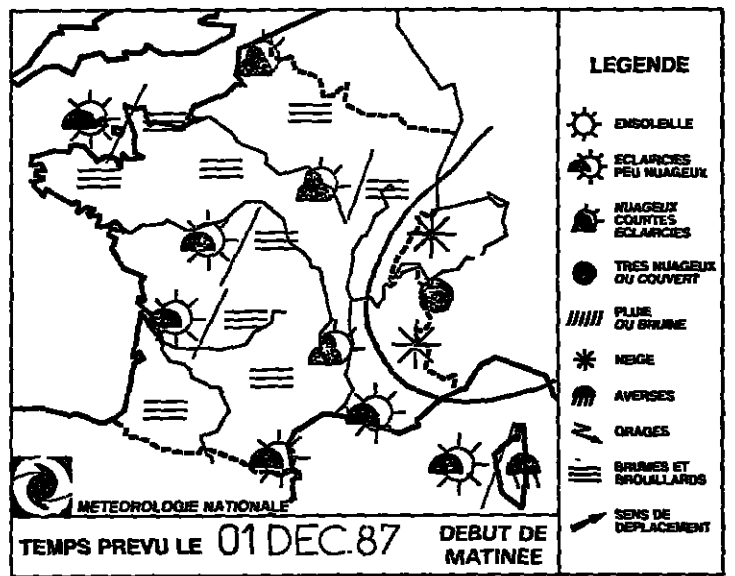 LEGENDE
ENSOLEILLE
ECLAIRCIES
PEU NUAGEUX
NUAGEUX
COURTES
ECLAIRCIES
TRES NUAGEUX
OU COUVERT
PLUIE
OU BRUINE
NEIGE
AVERSES
ORAGES
BRUMES ET
BROUILLARDS
SENS DE
DEPLACEMENT
METEOROLOGIE NATIONALE
TEMPS PREVU LE 01 DEC. 87 DEBUT DE
MATINEE